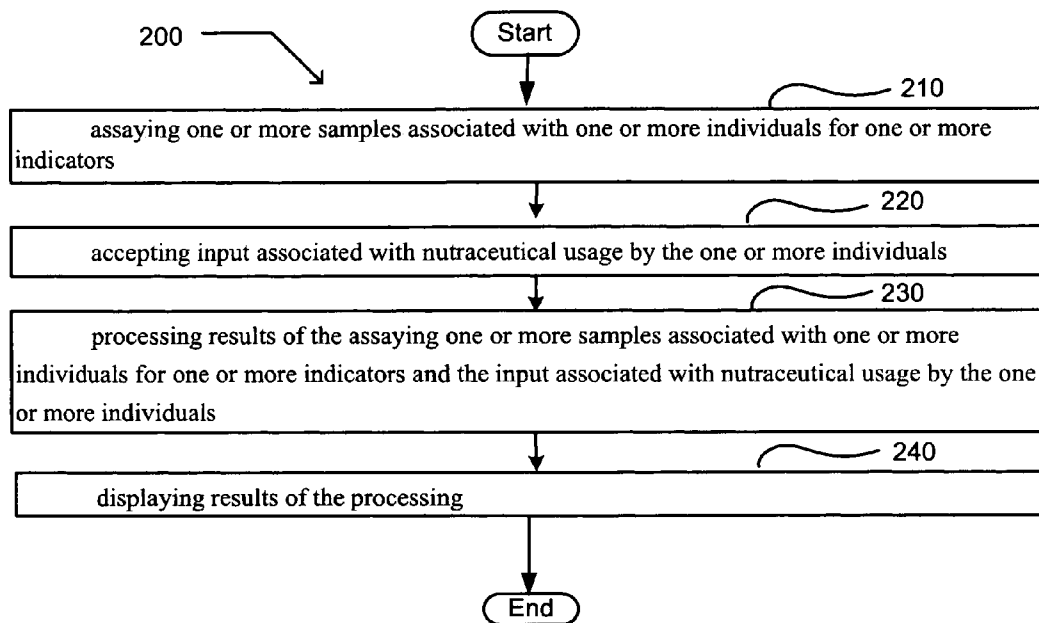 Start
200
210
assaying one or more samples associated with one or more individuals for one or more
indicators
220
accepting input associated with nutraceutical usage by the one or more individuals
230
processing results of the assaying one or more samples associated with one or more
individuals for one or more indicators and the input associated with nutraceutical usage by the one
or more individuals
240
displaying results of the processing
End